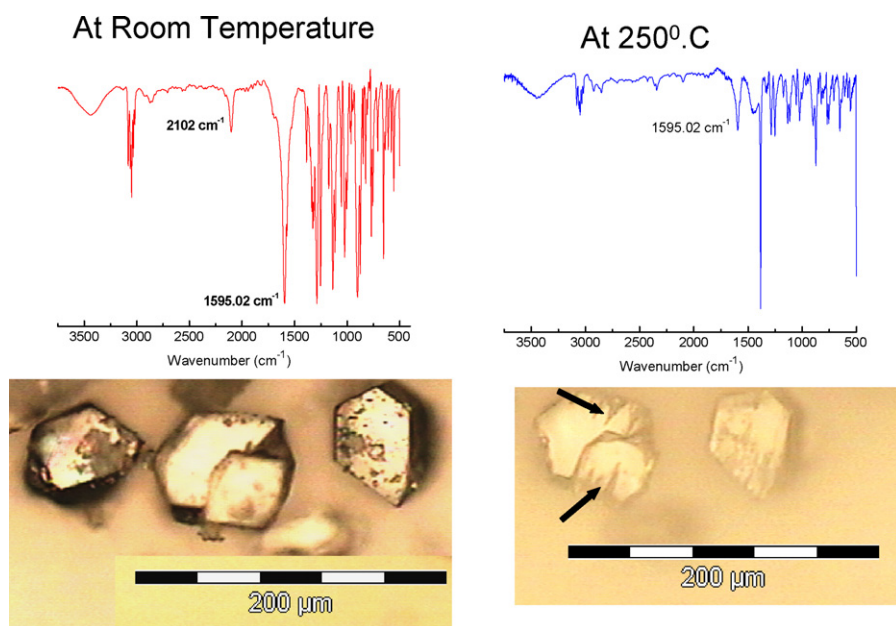 At Room Temperature
2102 cm-1
1595.02 cm-1
3500 3000 2500 2000 1500 1000 500
Wavenumber (cm-1)
200 µm
At 250⁰.C
1595.02 cm-1
3500 3000 2500 2000 1500 1000 500
Wavenumber (cm-1)
200 µm